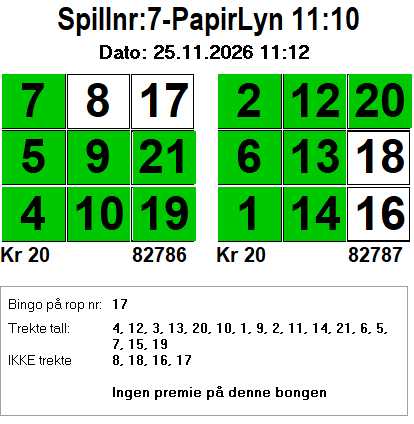 Spillnr:7-PapirLyn 11:10
Dato: 25.11.2026 11:12
7 8 17 2 12 20
5 9 21 6 13 18
4 10 19 1 14 16
Kr 20 82786 Kr 20 82787
Bingo på rop nr: 17
Trekte tall: 4, 12, 3, 13, 20, 10, 1, 9, 2, 11, 14, 21, 6, 5,
7, 15, 19
IKKE trekte 8, 18, 16, 17
Ingen premie på denne bongen